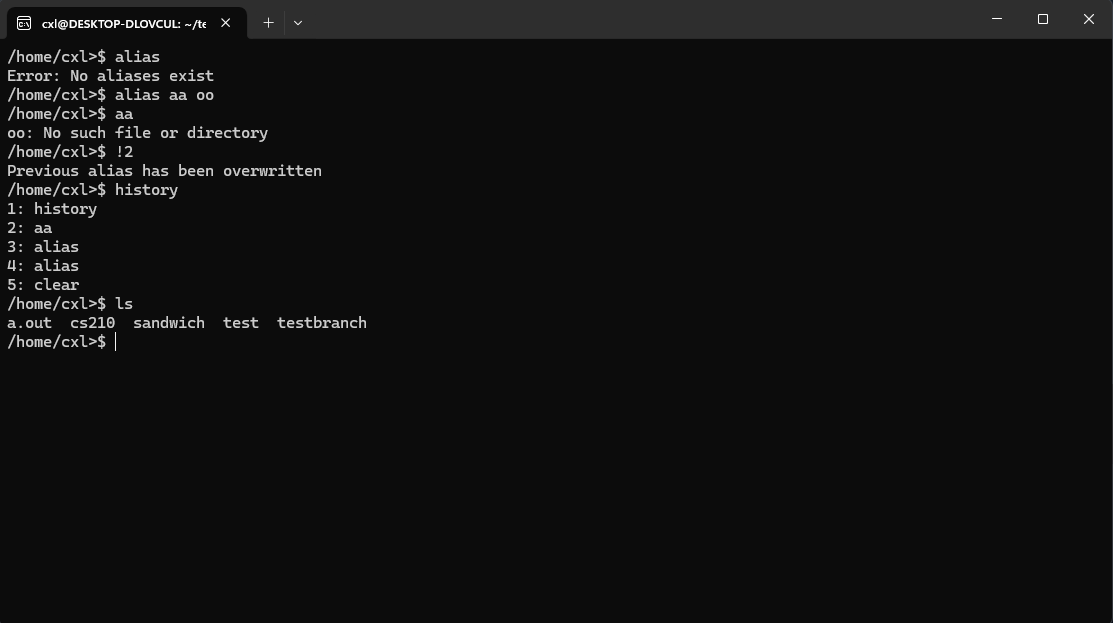 cxl@DESKTOP-DLOVCUL: ~/te
/home/cxl>$ alias
Error: No aliases exist
/home/cxl>$ alias aa oo
/home/cxl>$ aa
oo: No such file or directory
/home/cxl>$ !2
Previous alias has been overwritten
/home/cxl>$ history
1: history
2: aa
3: alias
4: alias
5: clear
/home/cxl>$ ls
a.out  cs210  sandwich  test  testbranch
/home/cxl>$